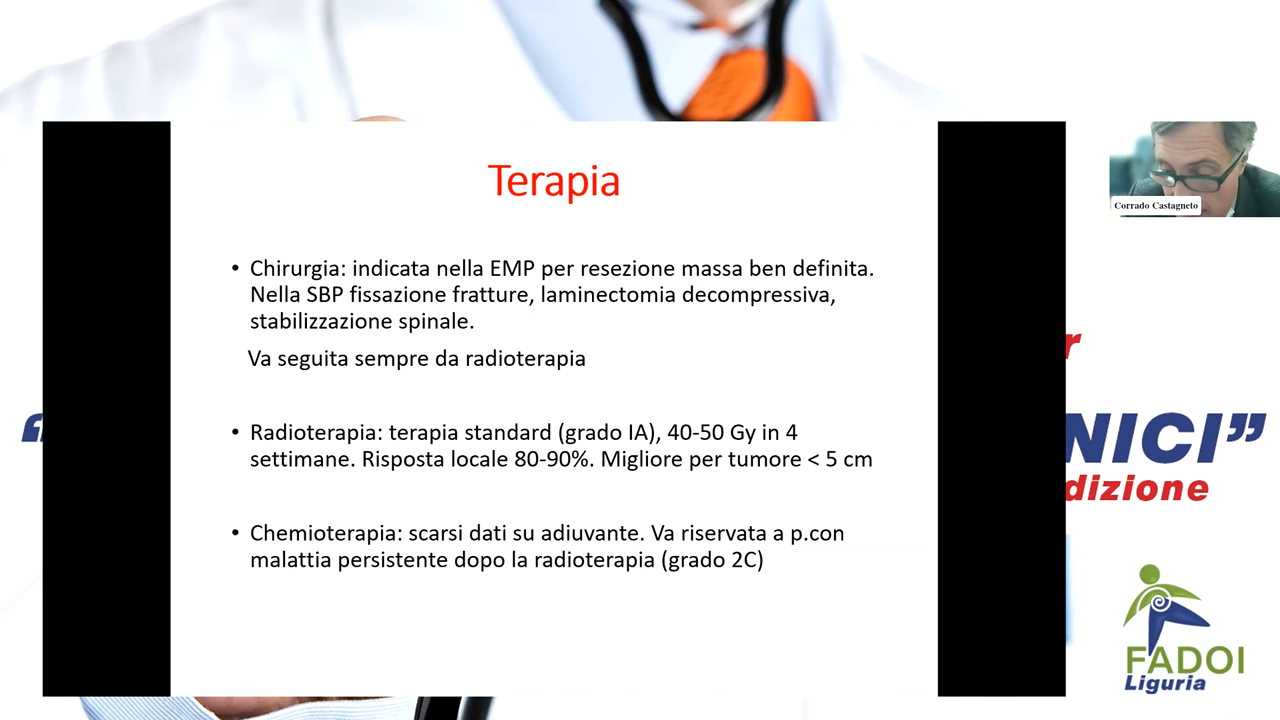 Terapia
• Chirurgia: indicata nella EMP per resezione massa ben definita.
Nella SBP fissazione fratture, laminectomia decompressiva,
stabilizzazione spinale.
Va seguita sempre da radioterapia
• Radioterapia: terapia standard (grado IA), 40-50 Gy in 4
settimane. Risposta locale 80-90%. Migliore per tumore < 5 cm
• Chemioterapia: scarsi dati su adiuvante. Va riservata a p.con
malattia persistente dopo la radioterapia (grado 2C)
Corrado Castagneto
r
“ NICI”
dizione
FADOI
Liguria